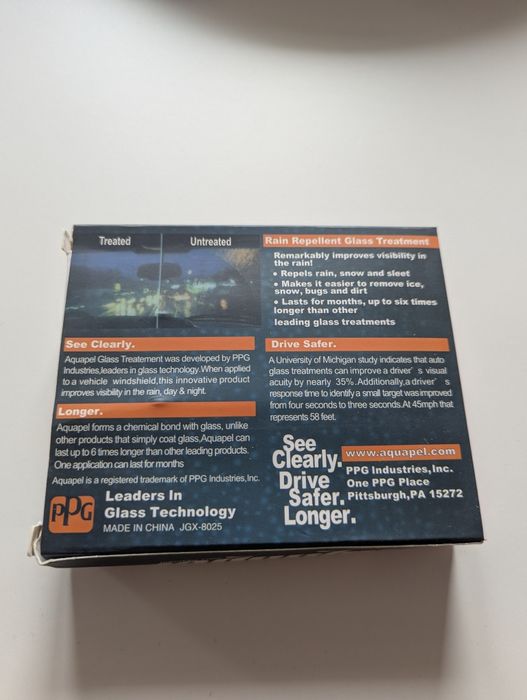 Treated Untreated
See Clearly.
Aquapel Glass Treatement was developed by PPG
Industries,leaders in glass technology.When applied
to a vehicle windshield,this innovative product
improves visibility in the rain, day & night.
Longer.
Aquapel forms a chemical bond with glass, unlike
other products that simply coat glass,Aquapel can
last up to 6 times longer than other leading products.
One application can last for months
Aquapel is a registered trademark of PPG Industries,Inc.
PPG
Leaders In
Glass Technology
MADE IN CHINA JGX-8025
Rain Repellent Glass Treatment
Remarkably improves visibility in
the rain!
• Repels rain, snow and sleet
• Makes it easier to remove ice,
snow, bugs and dirt
• Lasts for months, up to six times
longer than other
leading glass treatments
Drive Safer.
A University of Michigan study indicates that auto
glass treatments can improve a driver' s visual
acuity by nearly 35%.Additionally,a driver' s
response time to identify a small target was improved
from four seconds to three seconds.At 45mph that
represents 58 feet.
See
Clearly.
Drive
Safer.
Longer.
www.aquapel.com
PPG Industries,Inc.
One PPG Place
Pittsburgh,PA 15272